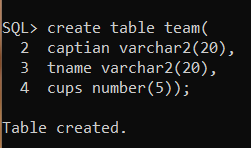 SQL> create table team(
  2  captian varchar2(20),
  3  tname varchar2(20),
  4  cups number(5));
Table created.